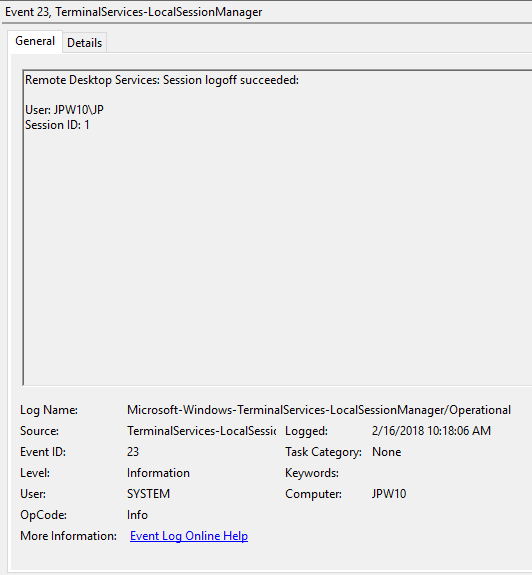 Event 23, TerminalServices-LocalSessionManager
General Details
Remote Desktop Services: Session logoff succeeded:
User: JPW10\JP
Session ID: 1
Log Name: Microsoft-Windows-TerminalServices-LocalSessionManager/Operational
Source: TerminalServices-LocalSessic Logged: 2/16/2018 10:18:06 AM
Event ID: 23 Task Category: None
Level: Information Keywords:
User: SYSTEM Computer: JPW10
OpCode: Info
More Information: Event Log Online Help